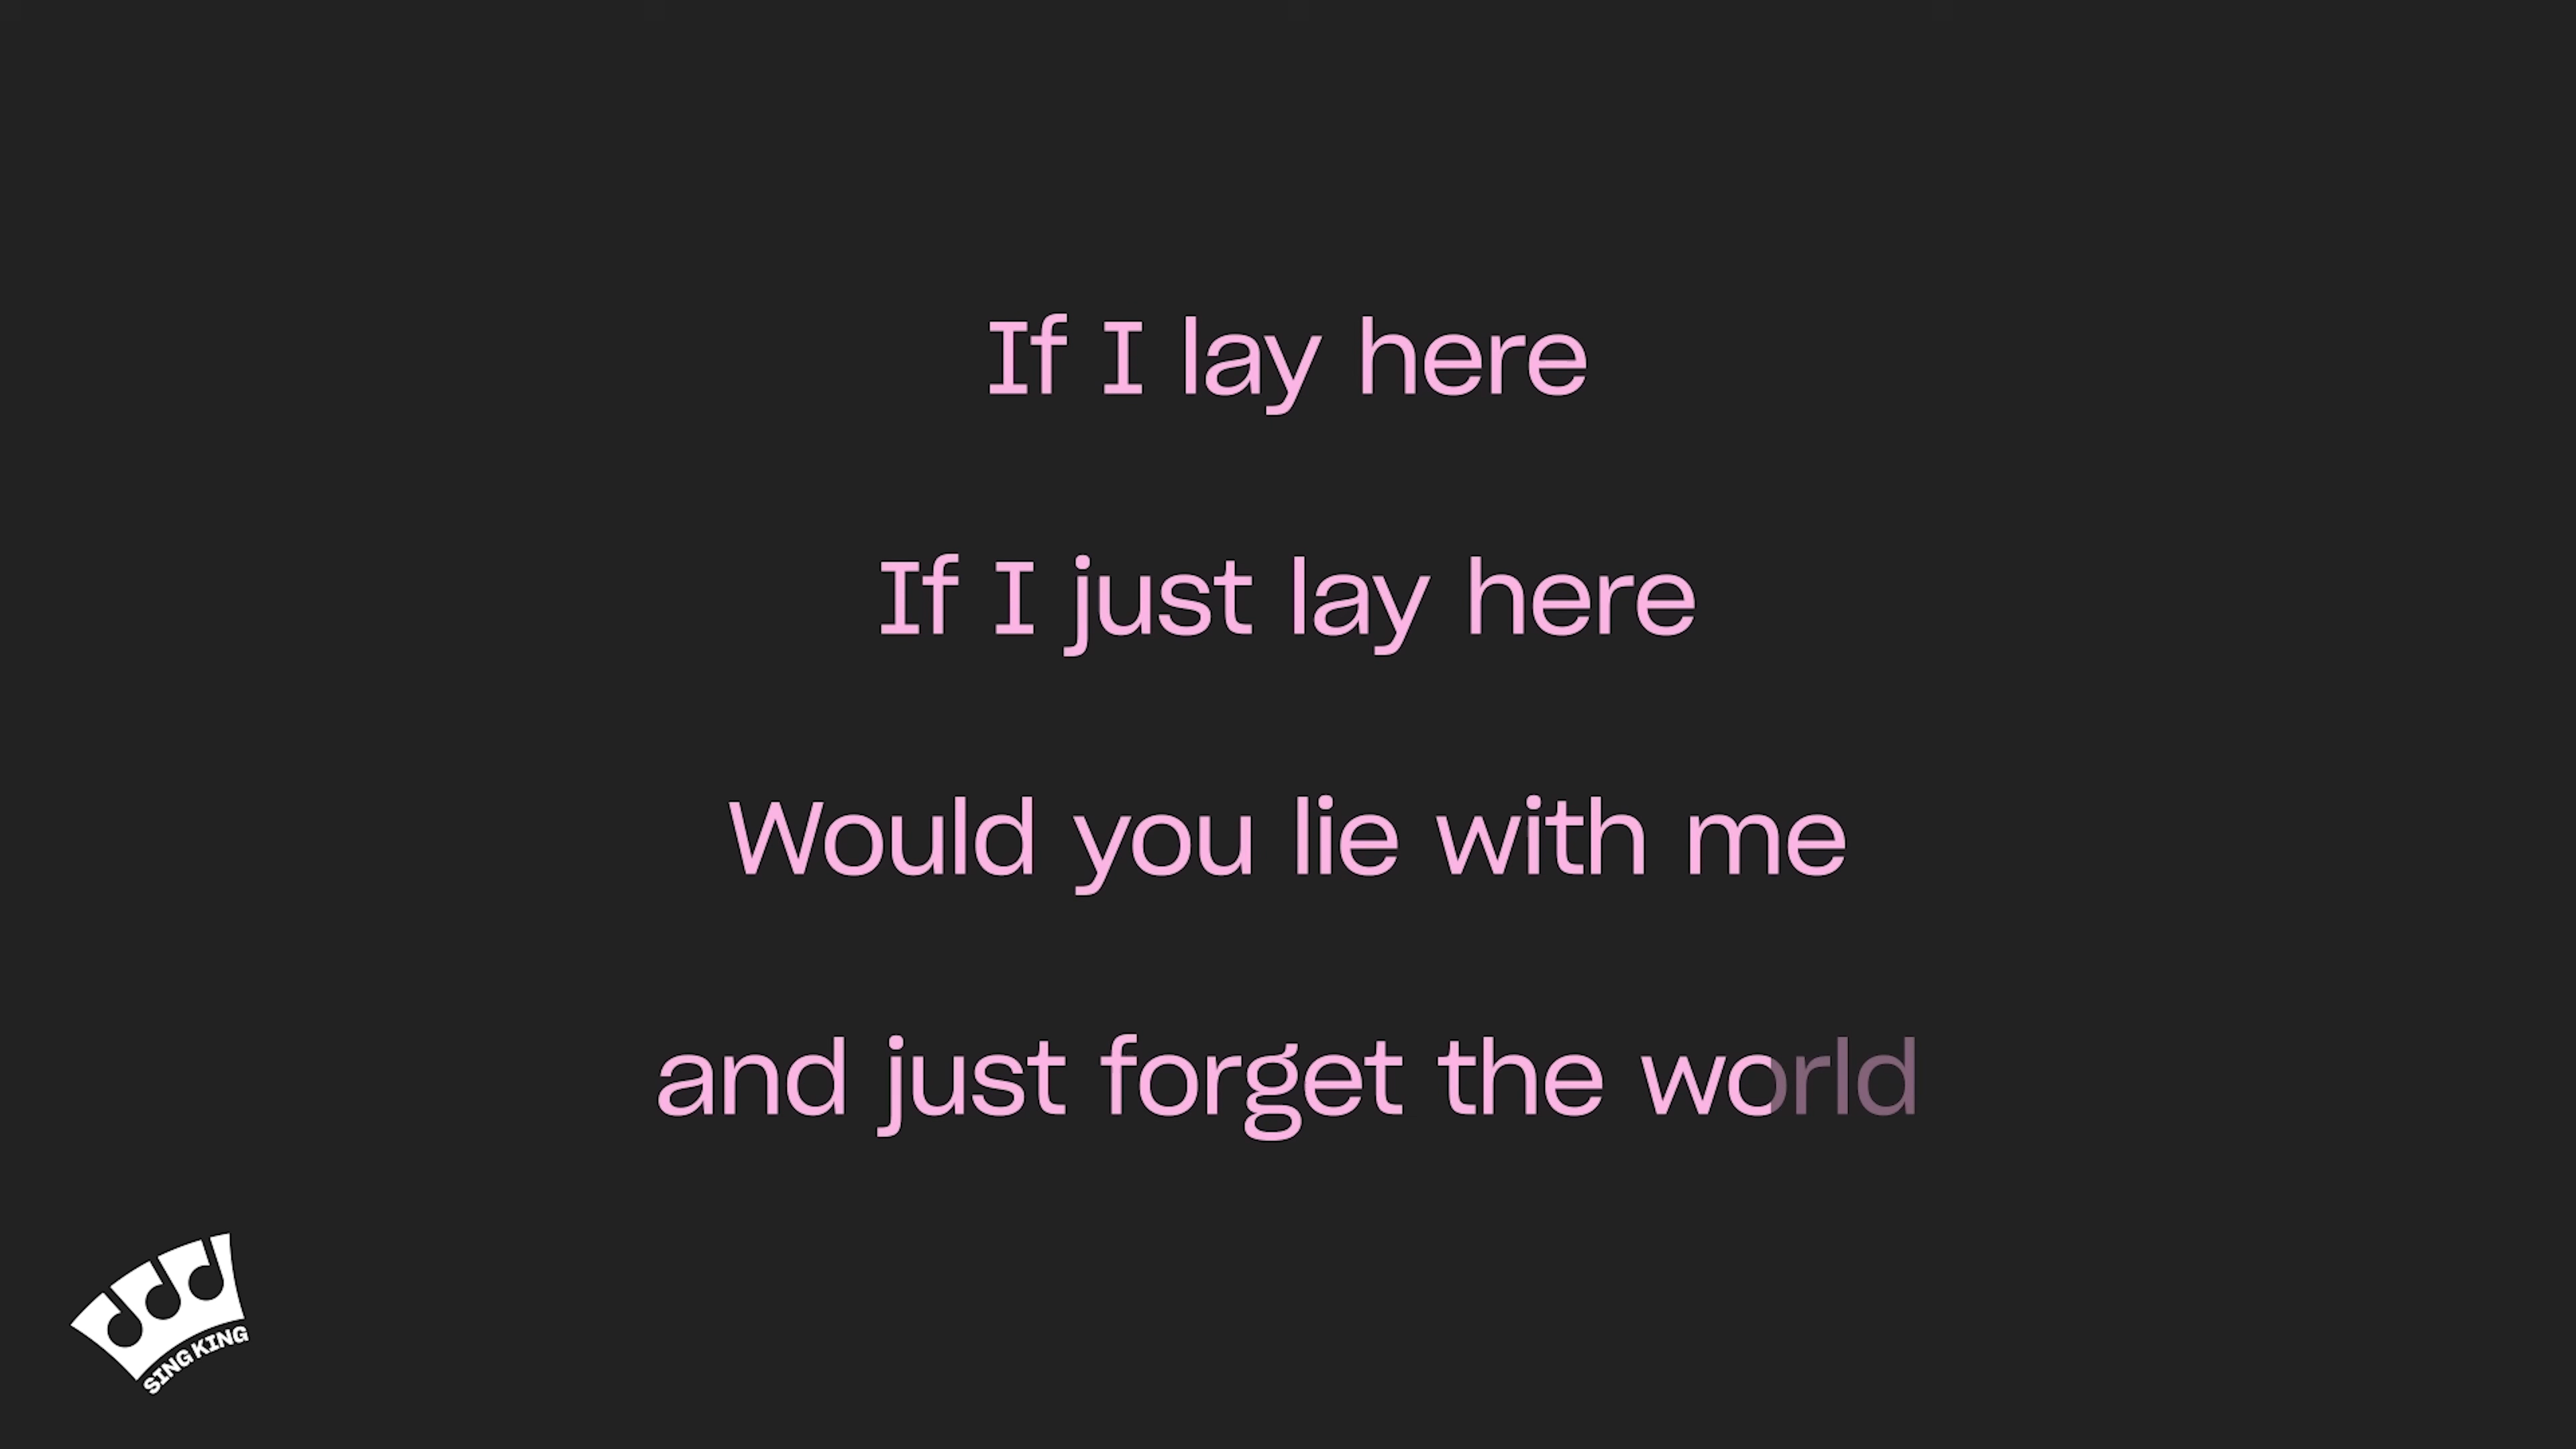 If I lay here
If I just lay here
Would you lie with me
and just forget the world
SING KING